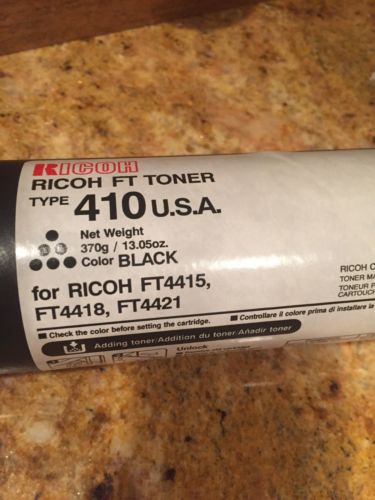 RICOH
RICOH FT TONER
TYPE 410 U.S.A.
Net Weight
370g / 13.05oz.
Color BLACK
for RICOH FT4415,
FT4418, FT4421
■ Check the color before setting the cartridge.
■ Controllare il colore prima di installare la
Adding toner/Addition du toner/Añadir toner
Unlock
RICOH
TONER
TONEUR
CARTOUCH